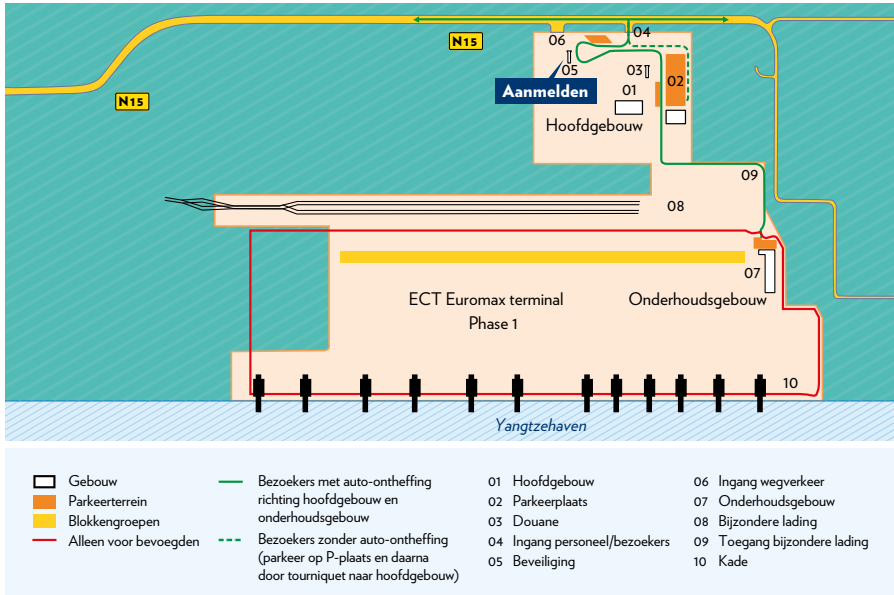 N15
N15
06
04
05
03
02
01
Aanmelden
Hoofdgebouw
09
08
07
ECT Euromax terminal
Phase 1
Onderhoudsgebouw
10
Yangtzehaven
Gebouw
Parkeerterrein
Blokkengroepen
Alleen voor bevoegden
Bezoekers met auto-ontheffing
richting hoofdgebouw en
onderhoudsgebouw
Bezoekers zonder auto-ontheffing
(parkeer op P-plaats en daarna
door tourniquet naar hoofdgebouw)
01 Hoofdgebouw
02 Parkeerplaats
03 Douane
04 Ingang personeel/bezoekers
05 Beveiliging
06 Ingang wegverkeer
07 Onderhoudsgebouw
08 Bijzondere lading
09 Toegang bijzondere lading
10 Kade